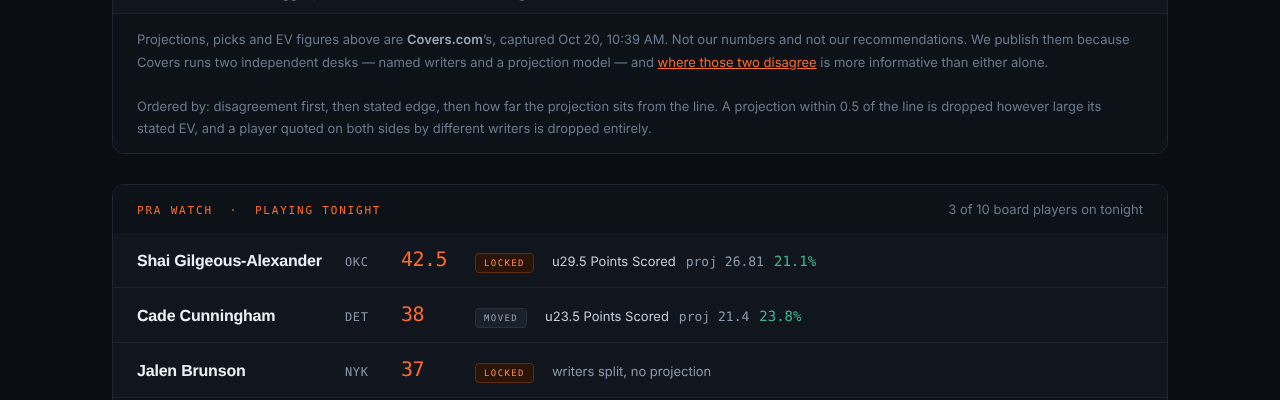 Projections, picks and EV figures above are Covers.com's, captured Oct 20, 10:39 AM. Not our numbers and not our recommendations. We publish them because
Covers runs two independent desks — named writers and a projection model — and where those two disagree is more informative than either alone.
Ordered by: disagreement first, then stated edge, then how far the projection sits from the line. A projection within 0.5 of the line is dropped however large its
stated EV, and a player quoted on both sides by different writers is dropped entirely.
PRA WATCH · PLAYING TONIGHT 3 of 10 board players on tonight
Shai Gilgeous-Alexander OKC 42.5 LOCKED u29.5 Points Scored proj 26.81 21.1%
Cade Cunningham DET 38 MOVED u23.5 Points Scored proj 21.4 23.8%
Jalen Brunson NYK 37 LOCKED writers split, no projection